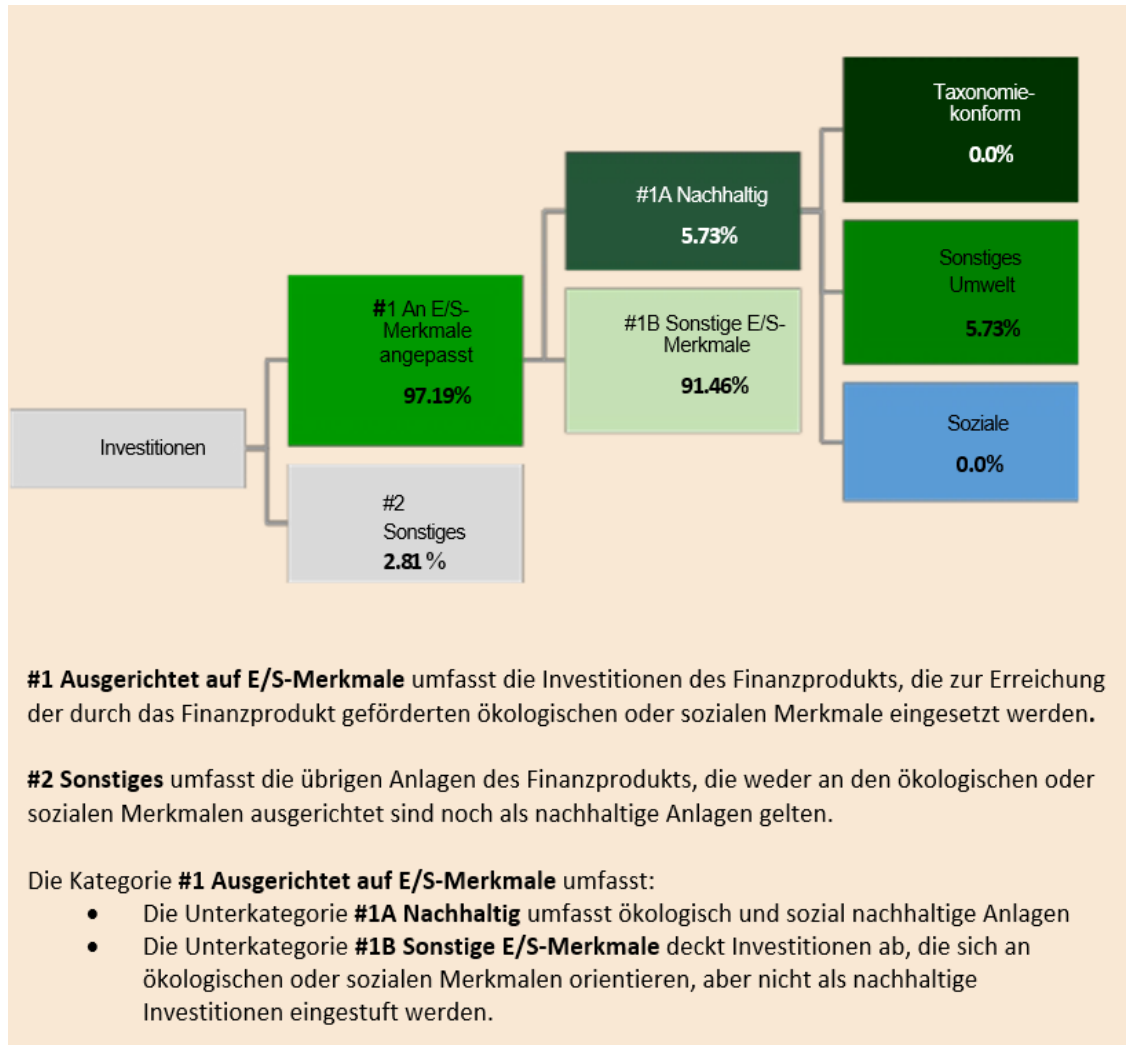 Taxonomie-
konform
0.0%
#1A Nachhaltig
5.73%
Sonstiges
Umwelt
5.73%
#1 An E/S-
Merkmale
angepasst
97.19%
#1B Sonstige E/S-
Merkmale
91.46%
Soziale
0.0%
Investitionen
#2
Sonstiges
2.81 %
#1 Ausgerichtet auf E/S-Merkmale umfasst die Investitionen des Finanzprodukts, die zur Erreichung
der durch das Finanzprodukt geförderten ökologischen oder sozialen Merkmale eingesetzt werden.
#2 Sonstiges umfasst die übrigen Anlagen des Finanzprodukts, die weder an den ökologischen oder
sozialen Merkmalen ausgerichtet sind noch als nachhaltige Anlagen gelten.
Die Kategorie #1 Ausgerichtet auf E/S-Merkmale umfasst:
• Die Unterkategorie #1A Nachhaltig umfasst ökologisch und sozial nachhaltige Anlagen
• Die Unterkategorie #1B Sonstige E/S-Merkmale deckt Investitionen ab, die sich an
ökologischen oder sozialen Merkmalen orientieren, aber nicht als nachhaltige
Investitionen eingestuft werden.